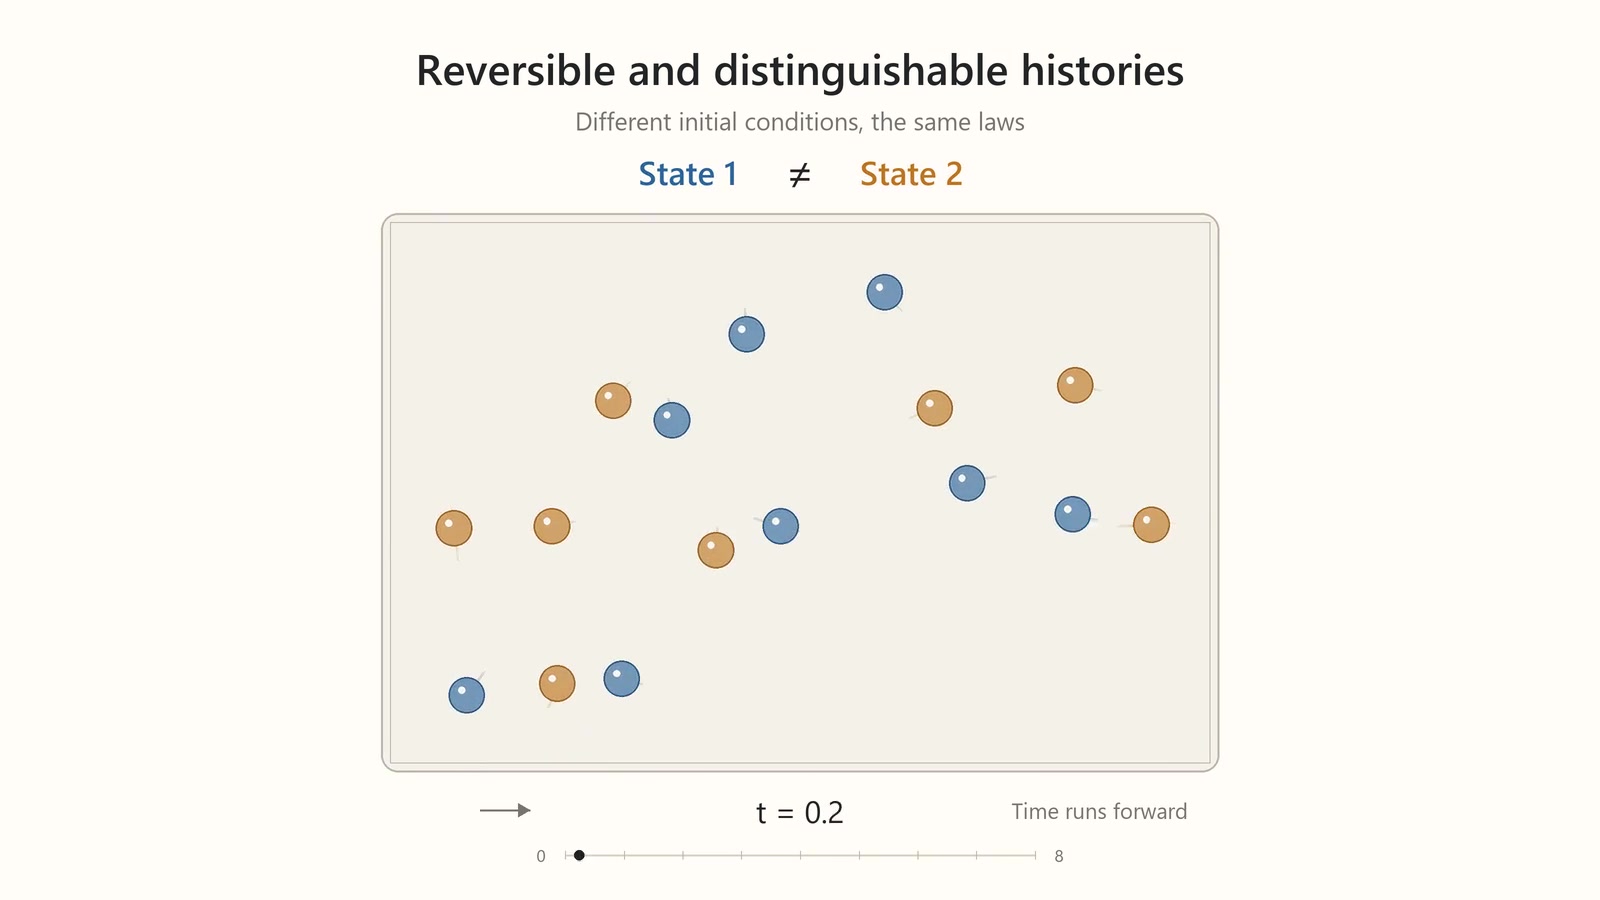 Reversible and distinguishable histories
Different initial conditions, the same laws
State 1 ≠ State 2
t = 0.2
Time runs forward
0
8